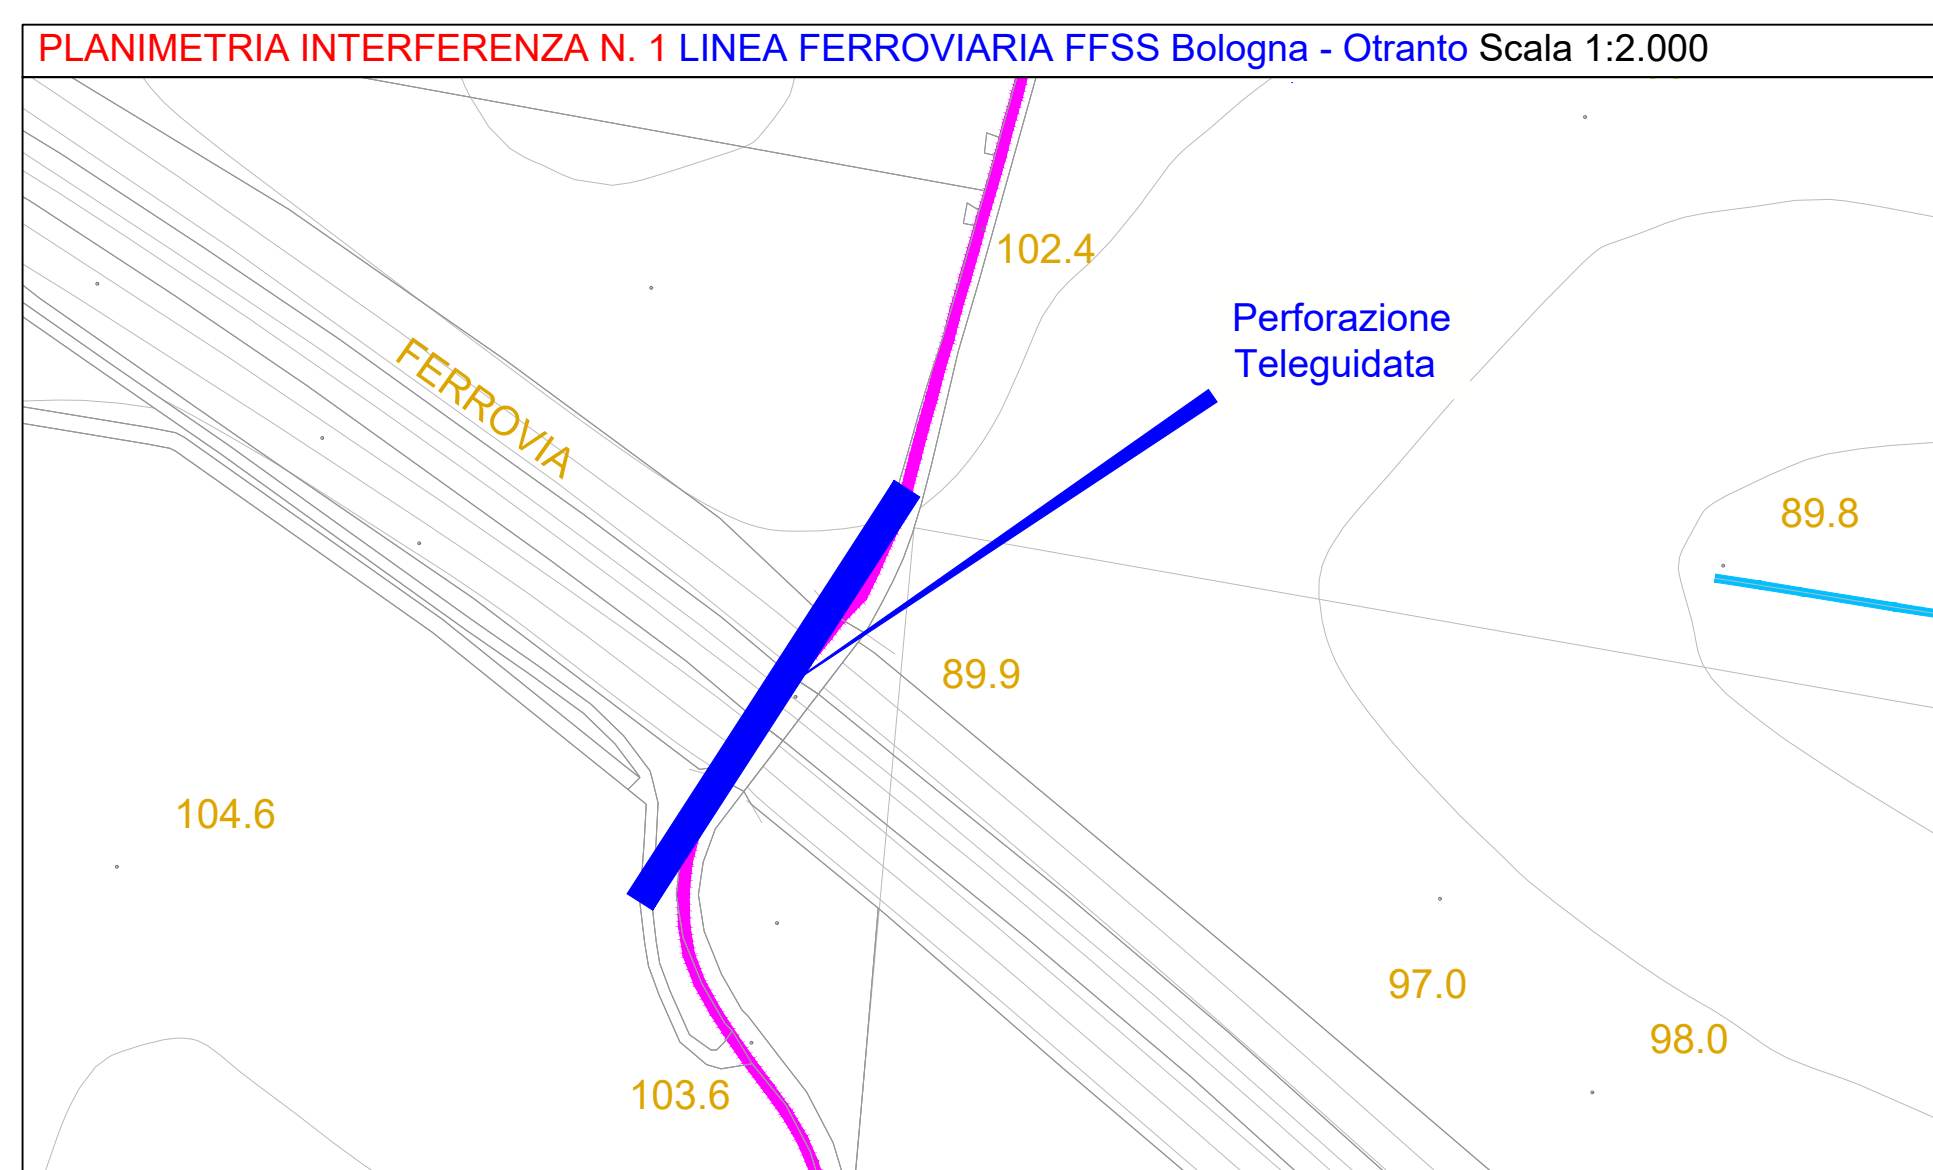 PLANIMETRIA INTERFERENZA N. 1 LINEA FERROVIARIA FFSS Bologna - Otranto Scala 1:2.000
102.4
Perforazione
Teleguidata
FERROVIA
89.8
89.9
104.6
97.0
98.0
103.6